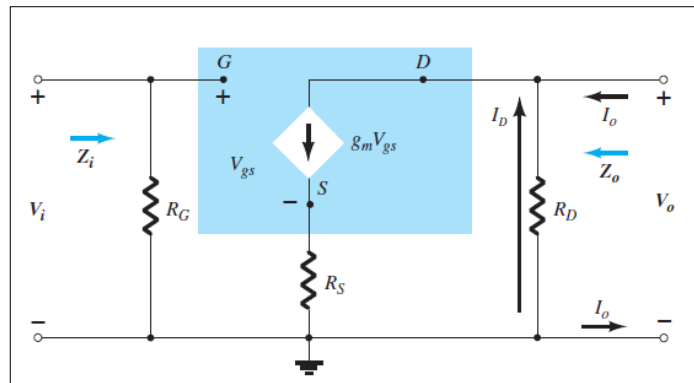 G
D
+
+
+
I_D
I_o
Z_i
V_gs
g_mV_gs
Z_o
S
−
V_i
R_G
R_D
V_o
R_S
−
I_o
−